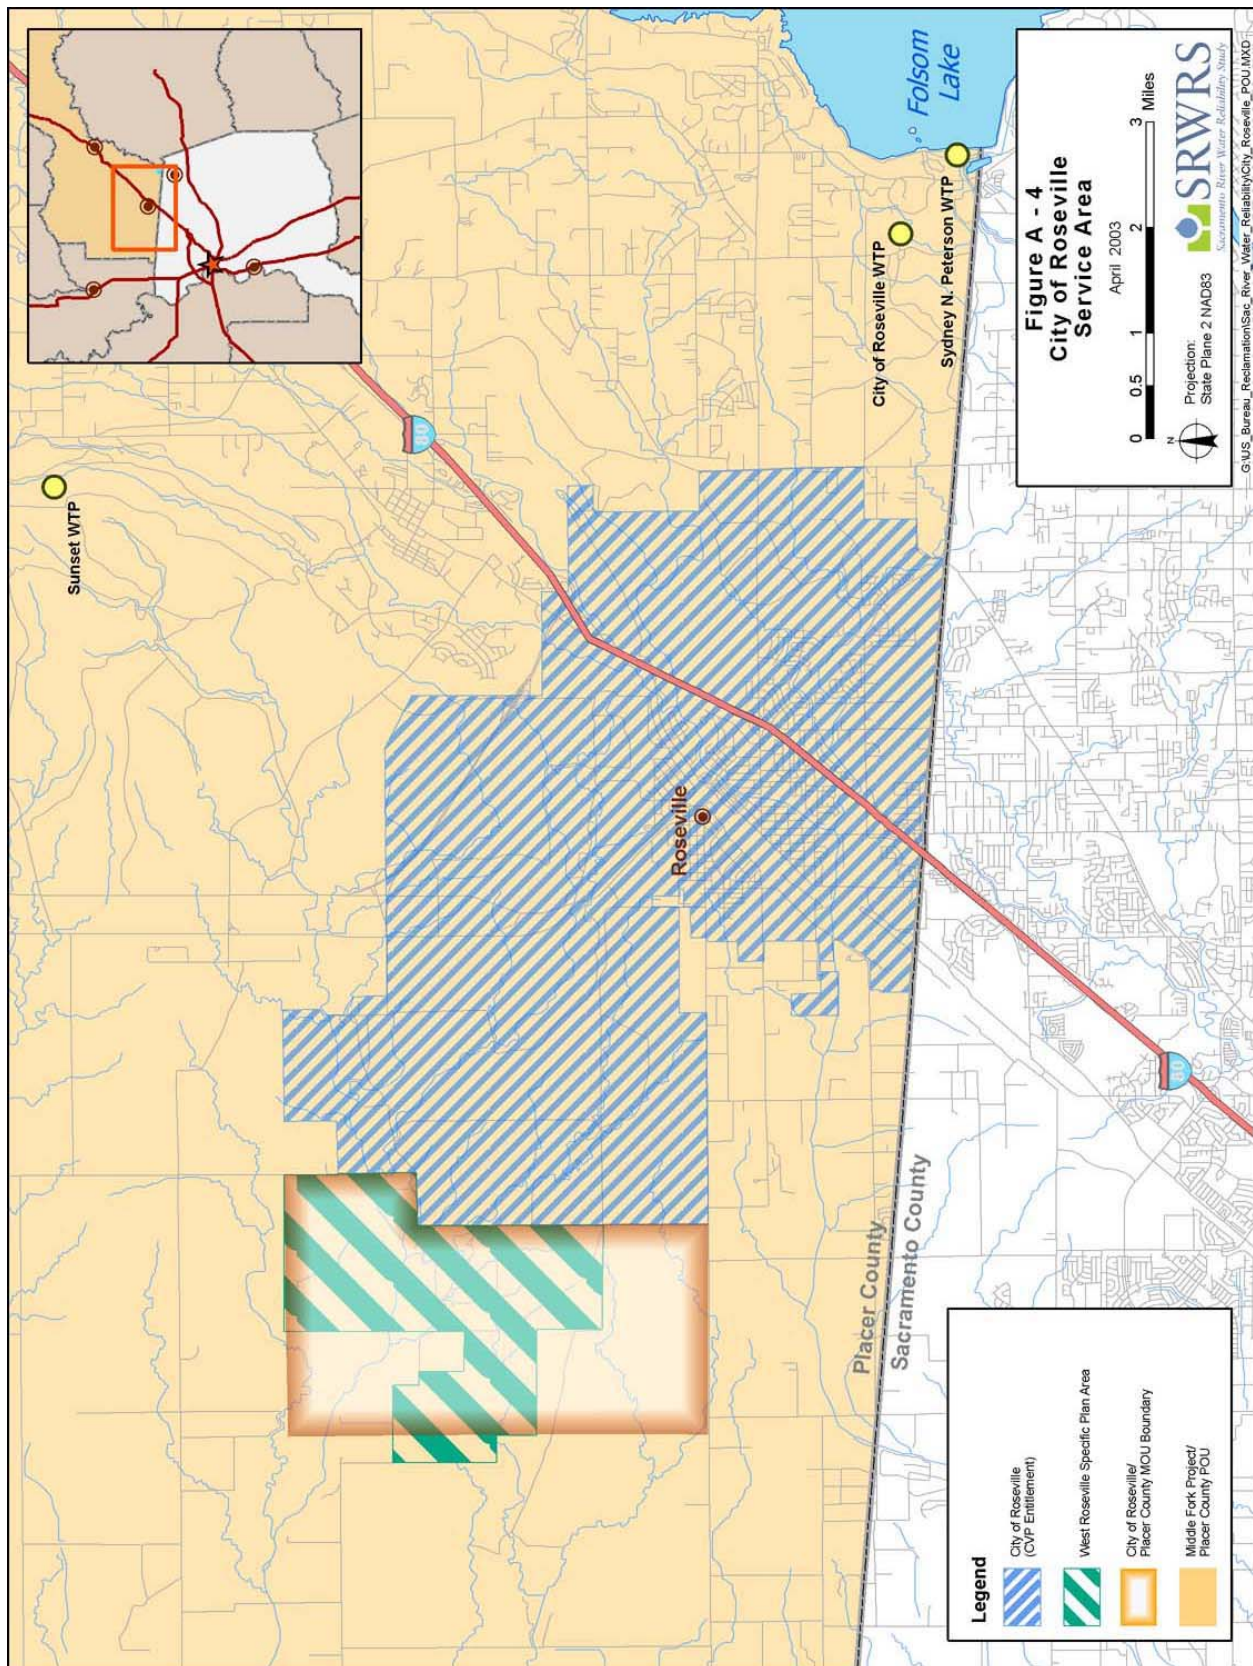 Sunset WTP
80
Folsom
Lake
City of Roseville WTP
Sydney N. Peterson WTP
Roseville
80
Placer County
Sacramento County
Legend
City of Roseville
(CVP Entitlement)
West Roseville Specific Plan Area
City of Roseville/
Placer County MOU Boundary
Middle Fork Project/
Placer County POU
Figure A - 4
City of Roseville
Service Area
April 2003
0 0.5 1 2 3 Miles
N
Projection:
State Plane 2 NAD83
SRWRS
Sacramento River Water Reliability Study
G:\US_Bureau_Reclamation\Sac_River_Water_Reliability\City_Roseville_POU.MXD